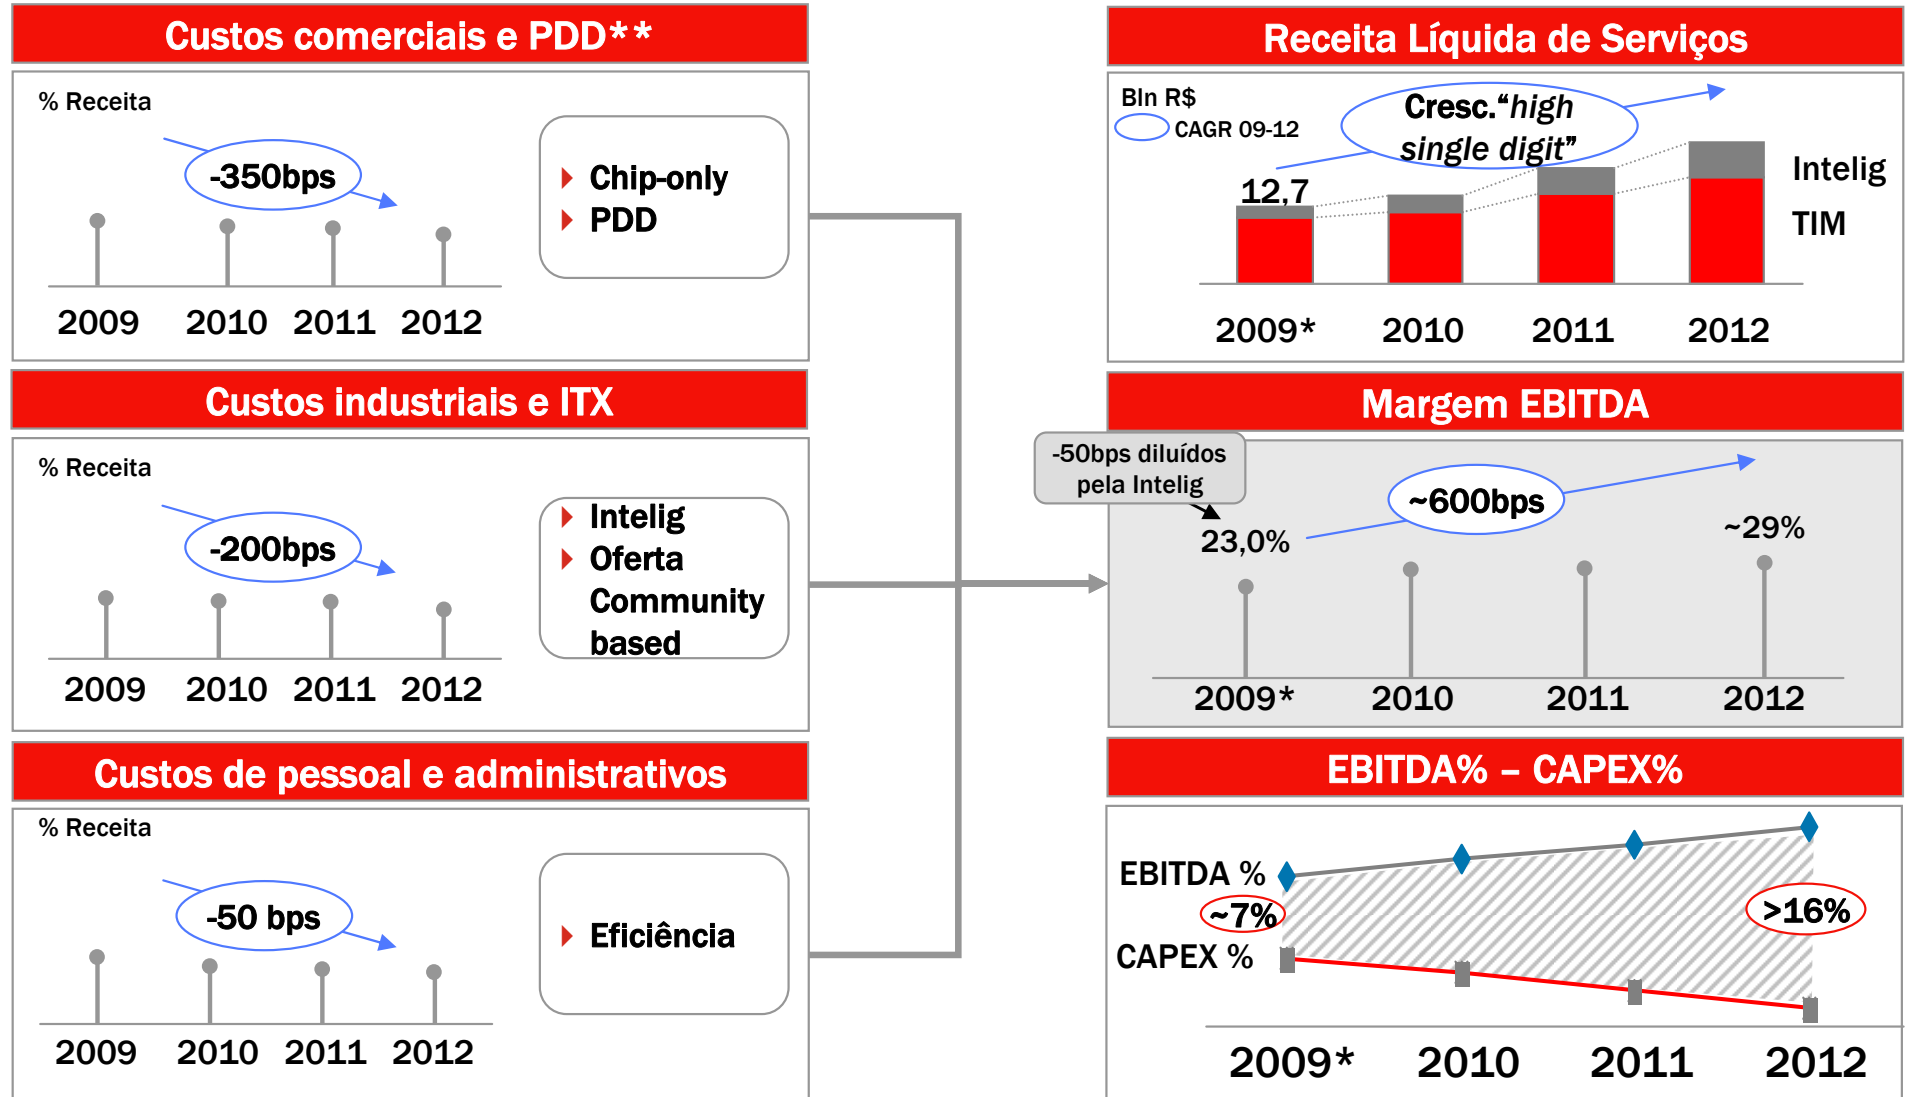 Custos comerciais e PDD**
% Receita
-350bps
Chip-only
PDD
2009 2010 2011 2012
Custos industriais e ITX
% Receita
-200bps
Intelig
Oferta
Community
based
2009 2010 2011 2012
Custos de pessoal e administrativos
% Receita
-50 bps
Eficiência
2009 2010 2011 2012
Receita Líquida de Serviços
Bln R$
CAGR 09-12
Cresc.“high
single digit”
12,7
Intelig
TIM
2009* 2010 2011 2012
Margem EBITDA
-50bps diluídos
pela Intelig
~600bps
23,0%
~29%
2009* 2010 2011 2012
EBITDA% – CAPEX%
EBITDA %
~7%
>16%
CAPEX %
2009* 2010 2011 2012